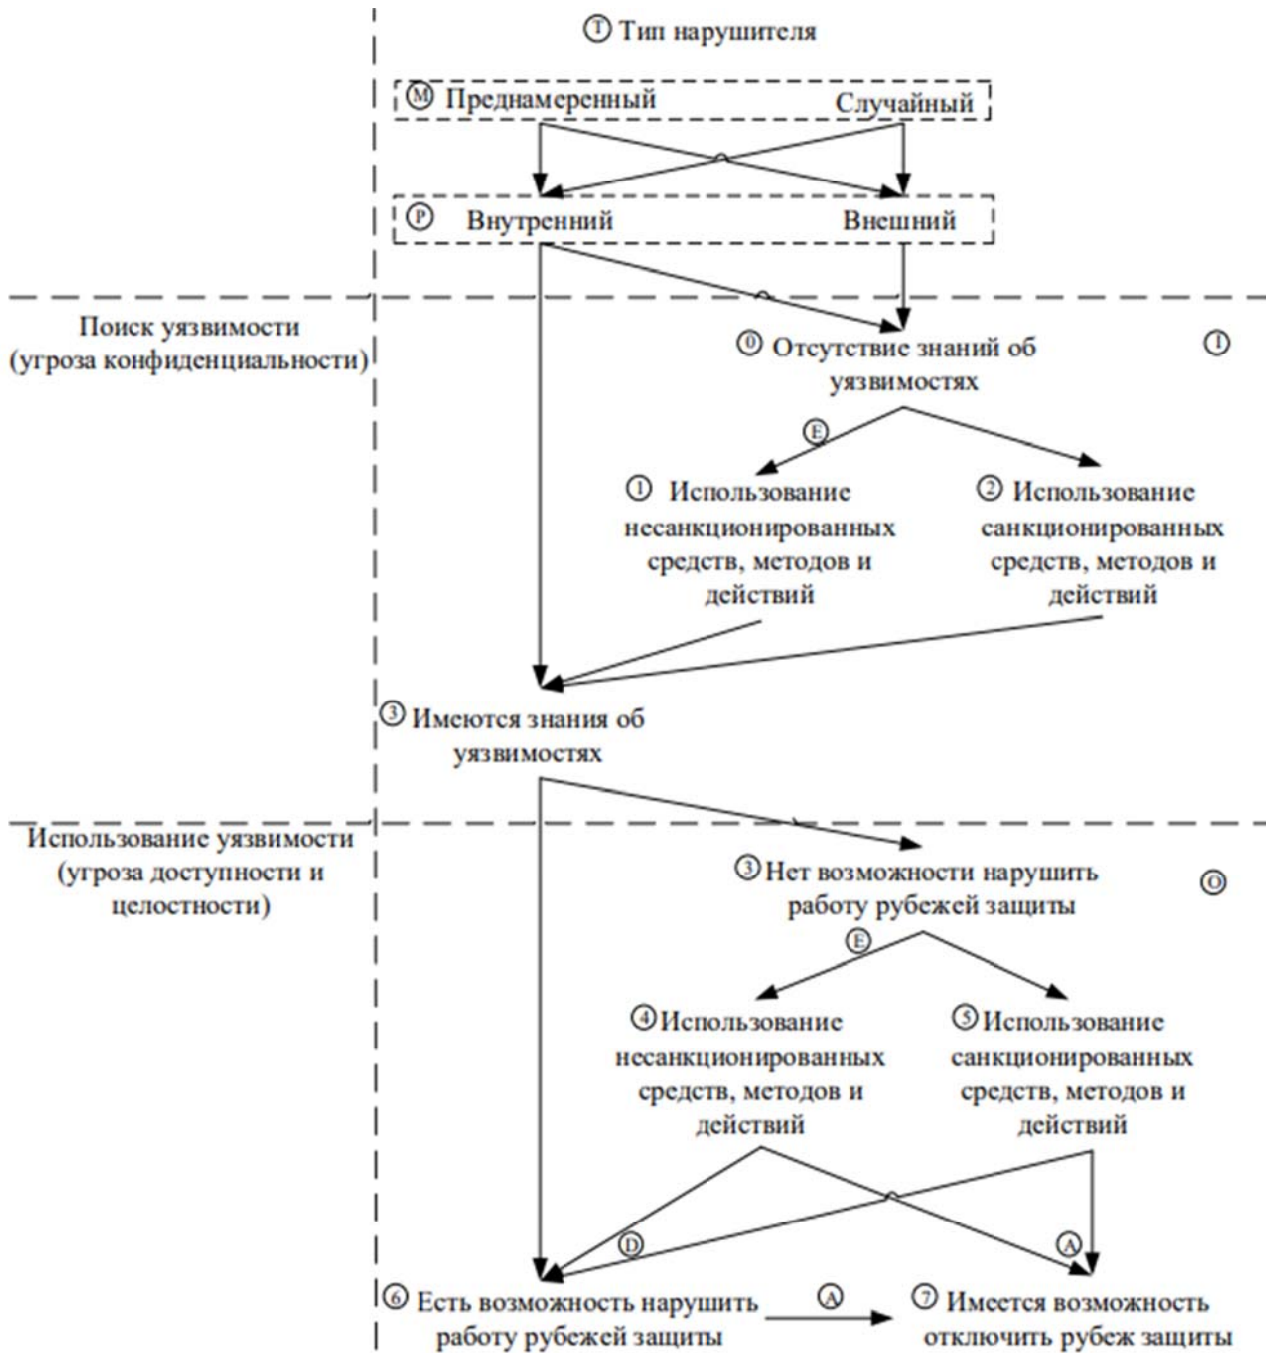 Ⓣ Тип нарушителя
Ⓜ Преднамеренный Случайный
Ⓟ Внутренний Внешний
Поиск уязвимости
(угроза конфиденциальности)
⓪ Отсутствие знаний об
уязвимостях
Ⓘ
Ⓔ
① Использование
несанкционированных
средств, методов и
действий
② Использование
санкционированных
средств, методов и
действий
③ Имеются знания об
уязвимостях
Использование уязвимости
(угроза доступности и
целостности)
③ Нет возможности нарушить
работу рубежей защиты
Ⓞ
Ⓔ
④ Использование
несанкционированных
средств, методов и
действий
⑤ Использование
санкционированных
средств, методов и
действий
Ⓓ
Ⓐ
⑥ Есть возможность нарушить
работу рубежей защиты
Ⓐ
⑦ Имеется возможность
отключить рубеж защиты